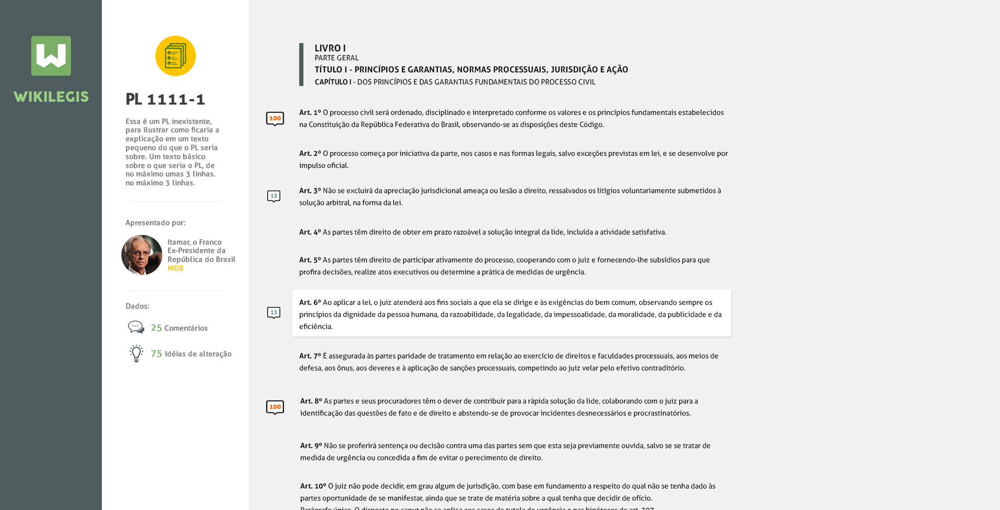 WIKILEGIS
PL 1111-1
Essa é um PL inexistente,
para ilustrar como ficaria a
explicação em um texto
pequeno do que o PL seria
sobre. Um texto básico
sobre o que seria o PL, de
no máximo umas 3 linhas.
no máximo 3 linhas.
Apresentado por:
Itamar, o Franco
Ex-Presidente da
República do Brasil
MDB
Dados:
25 Comentários
75 Idéias de alteração
LIVRO I
PARTE GERAL
TÍTULO I - PRINCÍPIOS E GARANTIAS, NORMAS PROCESSUAIS, JURISDIÇÃO E AÇÃO
CAPÍTULO I - DOS PRINCÍPIOS E DAS GARANTIAS FUNDAMENTAIS DO PROCESSO CIVIL
100
Art. 1º O processo civil será ordenado, disciplinado e interpretado conforme os valores e os princípios fundamentais estabelecidos
na Constituição da República Federativa do Brasil, observando-se as disposições deste Código.
Art. 2º O processo começa por iniciativa da parte, nos casos e nas formas legais, salvo exceções previstas em lei, e se desenvolve por
impulso oficial.
13
Art. 3º Não se excluirá da apreciação jurisdicional ameaça ou lesão a direito, ressalvados os litígios voluntariamente submetidos à
solução arbitral, na forma da lei.
Art. 4º As partes têm direito de obter em prazo razoável a solução integral da lide, incluída a atividade satisfativa.
Art. 5º As partes têm direito de participar ativamente do processo, cooperando com o juiz e fornecendo-lhe subsídios para que
profira decisões, realize atos executivos ou determine a prática de medidas de urgência.
13
Art. 6º Ao aplicar a lei, o juiz atenderá aos fins sociais a que ela se dirige e às exigências do bem comum, observando sempre os
princípios da dignidade da pessoa humana, da razoabilidade, da legalidade, da impessoalidade, da moralidade, da publicidade e da
eficiência.
Art. 7º É assegurada às partes paridade de tratamento em relação ao exercício de direitos e faculdades processuais, aos meios de
defesa, aos ônus, aos deveres e à aplicação de sanções processuais, competindo ao juiz velar pelo efetivo contraditório.
100
Art. 8º As partes e seus procuradores têm o dever de contribuir para a rápida solução da lide, colaborando com o juiz para a
identificação das questões de fato e de direito e abstendo-se de provocar incidentes desnecessários e procrastinatórios.
Art. 9º Não se proferirá sentença ou decisão contra uma das partes sem que esta seja previamente ouvida, salvo se se tratar de
medida de urgência ou concedida a fim de evitar o perecimento de direito.
Art. 10º O juiz não pode decidir, em grau algum de jurisdição, com base em fundamento a respeito do qual não se tenha dado às
partes oportunidade de se manifestar, ainda que se trate de matéria sobre a qual tenha que decidir de ofício.
Parágrafo único. O disposto no caput não se aplica aos casos de tutela de urgência e nas hipóteses do art. 307.